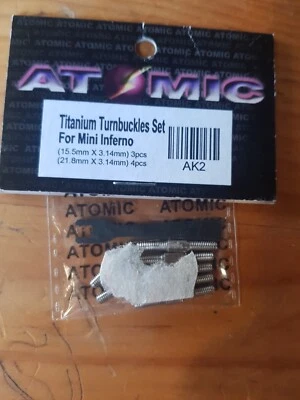 ATOMIC
Titanium Turnbuckles Set
For Mini Inferno
(15.5mm X 3.14mm) 3pcs
(21.8mm X 3.14mm) 4pcs
AK2
ATOMIC
ATOMIC